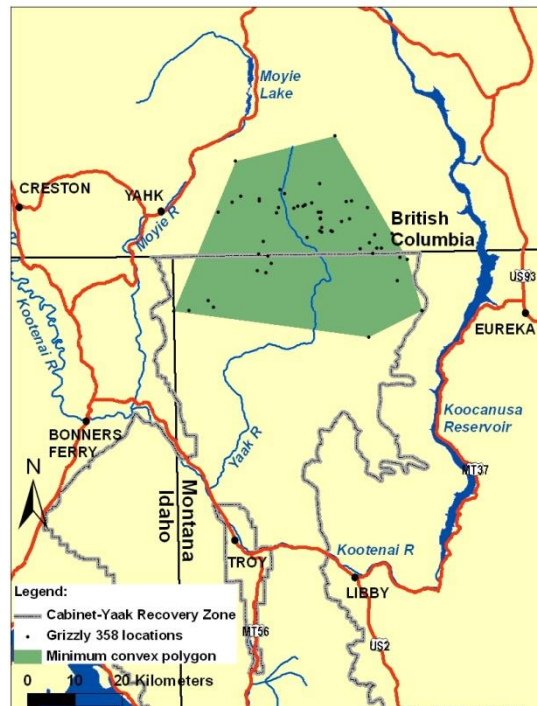 Moyie
Lake
CRESTON
YAHK
Moyie R
British
Columbia
US93
EUREKA
Kootenai R
Koocanusa
Reservoir
BONNERS
FERRY
Yaak R
MT37
N
Montana
Idaho
TROY
Kootenai R
LIBBY
MT56
US2
Legend:
Cabinet-Yaak Recovery Zone
Grizzly 358 locations
Minimum convex polygon
0 10 20 Kilometers